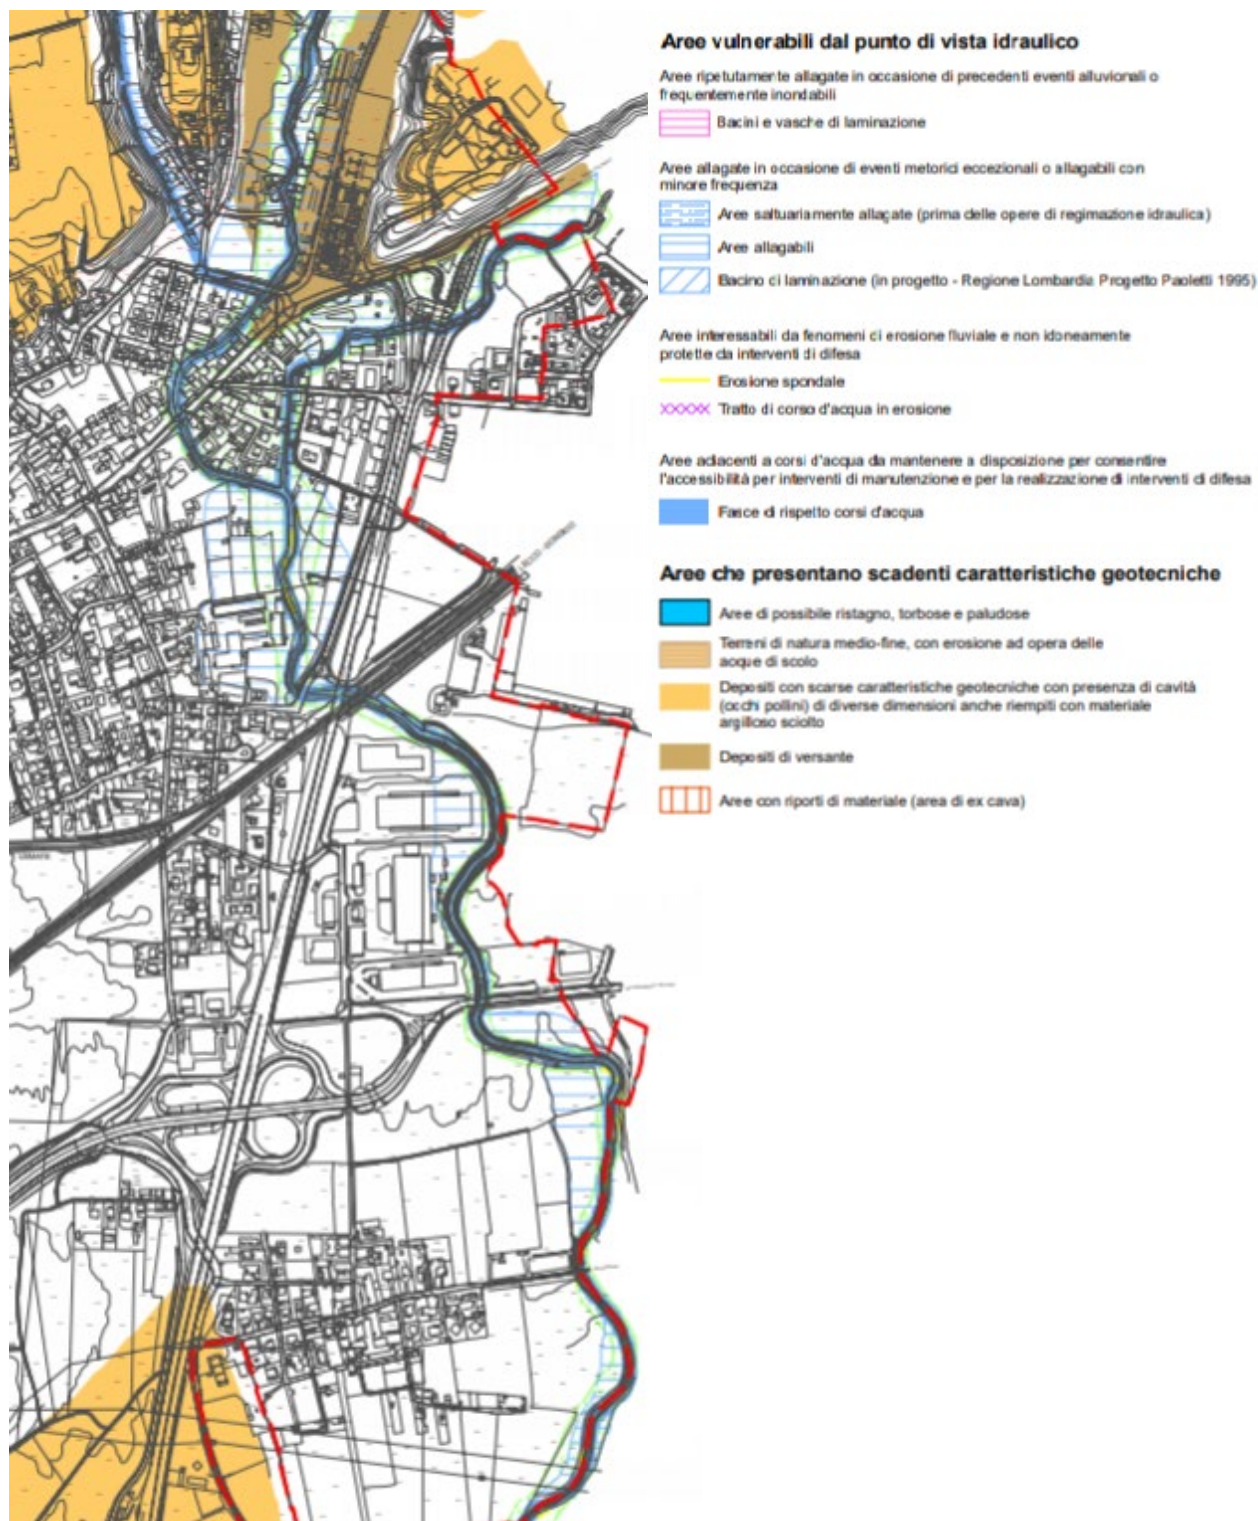 Aree vulnerabili dal punto di vista idraulico
Aree ripetutamente allagate in occasione di precedenti eventi alluvionali o
frequentemente inondabili
Bacini e vasche di laminazione
Aree allagate in occasione di eventi metorici eccezionali o allagabili con
minore frequenza
Aree saltuariamente allagate (prima delle opere di regimazione idraulica)
Aree allagabili
Bacino di laminazione (in progetto - Regione Lombardia Progetto Paoletti 1995)
Aree interessabili da fenomeni di erosione fluviale e non idoneamente
protette da interventi di difesa
Erosione spondale
Tratto di corso d'acqua in erosione
Aree adiacenti a corsi d'acqua da mantenere a disposizione per consentire
l'accessibilità per interventi di manutenzione e per la realizzazione di interventi di difesa
Fasce di rispetto corsi d'acqua
Aree che presentano scadenti caratteristiche geotecniche
Aree di possibile ristagno, torbose e paludose
Terreni di natura medio-fine, con erosione ad opera delle
acque di scolo
Depositi con scarse caratteristiche geotecniche con presenza di cavità
(occhi pollini) di diverse dimensioni anche riempiti con materiale
argilloso sciolto
Depositi di versante
Aree con riporti di materiale (area di ex cava)